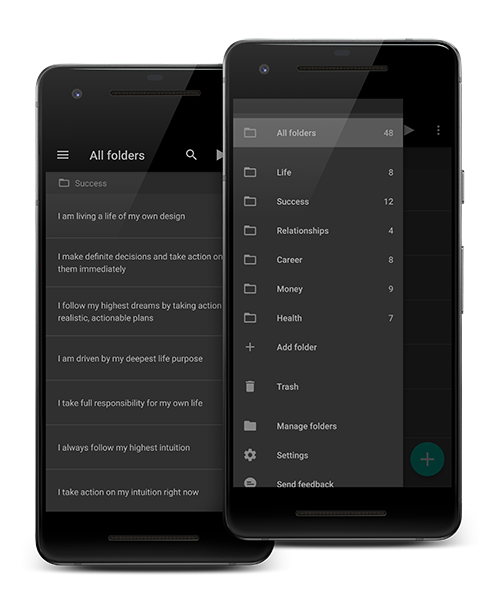 All folders
Success
I am living a life of my own design
I make definite decisions and take action on
them immediately
I follow my highest dreams by taking action
realistic, actionable plans
I am driven by my deepest life purpose
I take full responsibility for my own life
I always follow my highest intuition
I take action on my intuition right now
All folders 48
Life 8
Success 12
Relationships 4
Career 8
Money 9
Health 7
Add folder
Trash
Manage folders
Settings
Send feedback